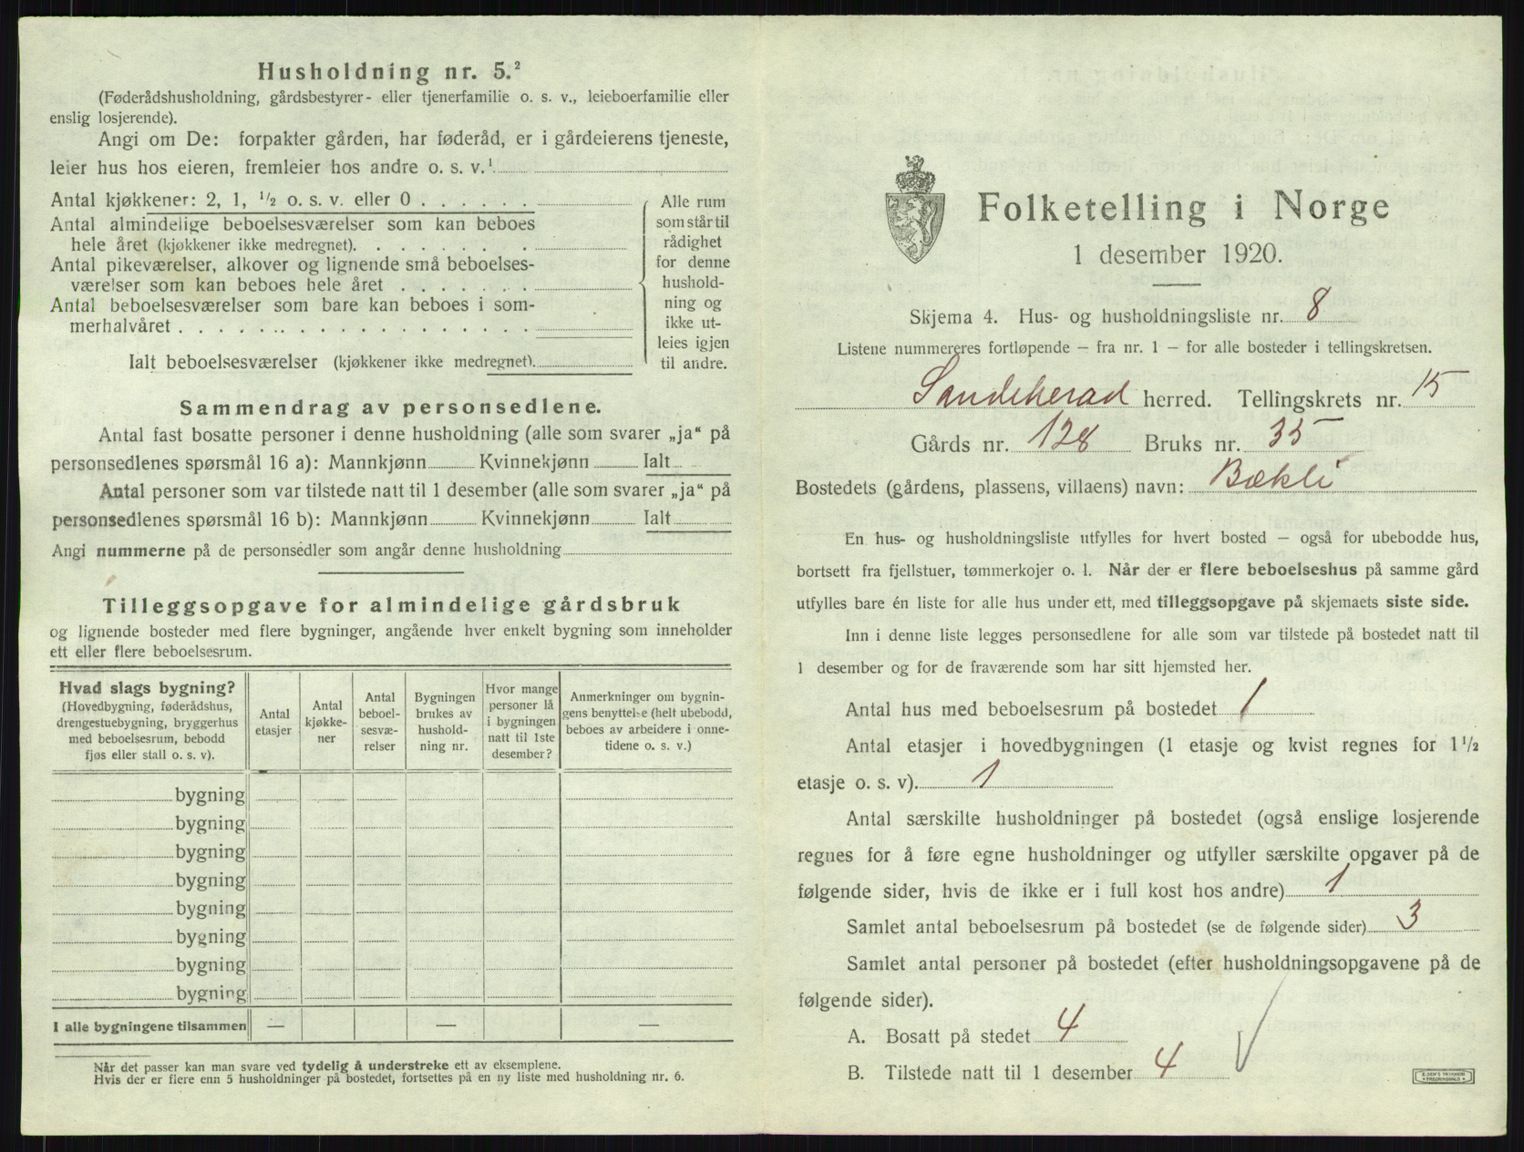 Husholdning nr. 5.²
(Føderådshusholdning, gårdsbestyrer- eller tjenerfamilie o. s. v., leieboerfamilie eller
enslig losjerende).
Angi om De: forpakter gården, har føderåd, er i gårdeierens tjeneste,
leier hus hos eieren, fremleier hos andre o. s. v.¹
Antal kjøkkener: 2, 1, ½ o. s. v. eller 0
Antal almindelige beboelsesværelser som kan beboes
hele året (kjøkkener ikke medregnet).
Antal pikeværelser, alkover og lignende små beboelses-
værelser som kan beboes hele året
Antal beboelsesværelser som bare kan beboes i som-
merhalvåret
Ialt beboelsesværelser (kjøkkener ikke medregnet).
Alle rum
som står til
rådighet
for denne
hushold-
ning og
ikke ut-
leies igjen
til andre.
Sammendrag av personsedlene.
Antal fast bosatte personer i denne husholdning (alle som svarer „ja“ på
personsedlenes spørsmål 16 a): Mannkjønn Kvinnekjønn Ialt
Antal personer som var tilstede natt til 1 desember (alle som svarer „ja“ på
personsedlenes spørsmål 16 b): Mannkjønn Kvinnekjønn Ialt
Angi nummerne på de personsedler som angår denne husholdning
Tilleggsopgave for almindelige gårdsbruk
og lignende bosteder med flere bygninger, angående hver enkelt bygning som inneholder
ett eller flere beboelsesrum.
Hvad slags bygning?
(Hovedbygning, føderådshus,
drengestuebygning, bryggerhus
med beboelsesrum, bebodd
fjøs eller stall o. s. v).
Antal
etasjer
Antal
kjøkke-
ner
Antal
beboel-
sesvæ-
relser
Bygningen
brukes av
hushold-
ning nr.
Hvor mange
personer lå
i bygningen
natt til 1ste
desember?
Anmerkninger om bygnin-
gens benyttelse (helt ubebodd,
beboes av arbeidere i onne-
tidene o. s. v.)
bygning
bygning
bygning
bygning
bygning
bygning
bygning
bygning
I alle bygningene tilsammen — — —
Når det passer kan man svare ved tydelig å understreke ett av eksemplene.
Hvis der er flere enn 5 husholdninger på bostedet, fortsettes på en ny liste med husholdning nr. 6.
Folketelling i Norge
1 desember 1920.
Skjema 4. Hus- og husholdningsliste nr. 8
Listene nummereres fortløpende – fra nr. 1 – for alle bosteder i tellingskretsen.
Sandeherad herred. Tellingskrets nr. 15
Gårds nr. 128 Bruks nr. 35
Bostedets (gårdens, plassens, villaens) navn: Bækli
En hus- og husholdningsliste utfylles for hvert bosted – også for ubebodde hus,
bortsett fra fjellstuer, tømmerkojer o. l. Når der er flere beboelseshus på samme gård
utfylles bare én liste for alle hus under ett, med tilleggsopgave på skjemaets siste side.
Inn i denne liste legges personsedlene for alle som var tilstede på bostedet natt til
1 desember og for de fraværende som har sitt hjemsted her.
Antal hus med beboelsesrum på bostedet 1
Antal etasjer i hovedbygningen (1 etasje og kvist regnes for 1 ½
etasje o. s. v). 1
Antal særskilte husholdninger på bostedet (også enslige losjerende
regnes for å føre egne husholdninger og utfyller særskilte opgaver på de
følgende sider, hvis de ikke er i full kost hos andre) 1
Samlet antal beboelsesrum på bostedet (se de følgende sider) 3
Samlet antal personer på bostedet (efter husholdningsopgavene på de
følgende sider).
A. Bosatt på stedet 4
B. Tilstede natt til 1 desember 4